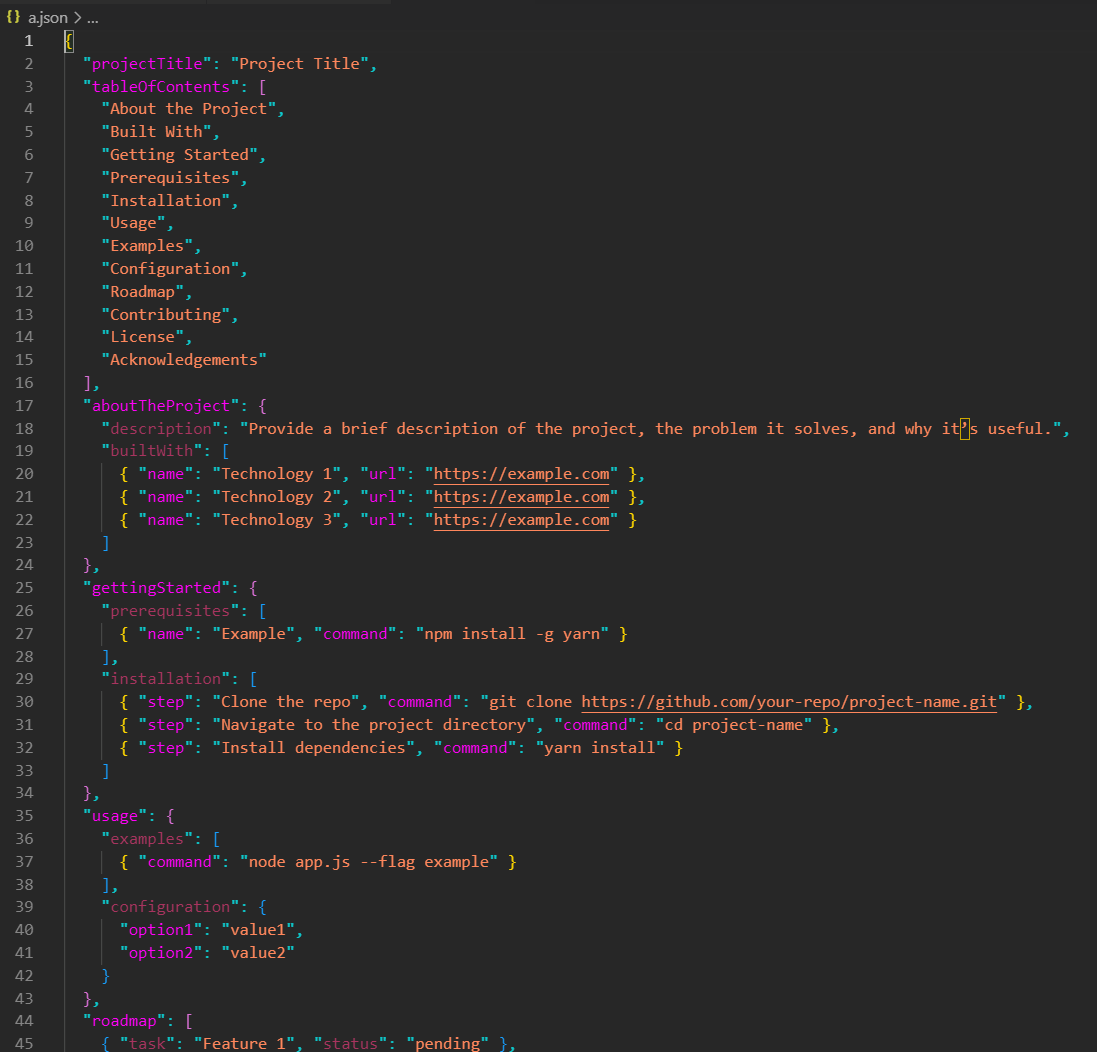 {} a.json > ...
1 {
2   "projectTitle": "Project Title",
3   "tableOfContents": [
4     "About the Project",
5     "Built With",
6     "Getting Started",
7     "Prerequisites",
8     "Installation",
9     "Usage",
10     "Examples",
11     "Configuration",
12     "Roadmap",
13     "Contributing",
14     "License",
15     "Acknowledgements"
16   ],
17   "aboutTheProject": {
18     "description": "Provide a brief description of the project, the problem it solves, and why it’s useful.",
19     "builtWith": [
20       { "name": "Technology 1", "url": "https://example.com" },
21       { "name": "Technology 2", "url": "https://example.com" },
22       { "name": "Technology 3", "url": "https://example.com" }
23     ]
24   },
25   "gettingStarted": {
26     "prerequisites": [
27       { "name": "Example", "command": "npm install -g yarn" }
28     ],
29     "installation": [
30       { "step": "Clone the repo", "command": "git clone https://github.com/your-repo/project-name.git" },
31       { "step": "Navigate to the project directory", "command": "cd project-name" },
32       { "step": "Install dependencies", "command": "yarn install" }
33     ]
34   },
35   "usage": {
36     "examples": [
37       { "command": "node app.js --flag example" }
38     ],
39     "configuration": {
40       "option1": "value1",
41       "option2": "value2"
42     }
43   },
44   "roadmap": [
45     { "task": "Feature 1", "status": "pending" },